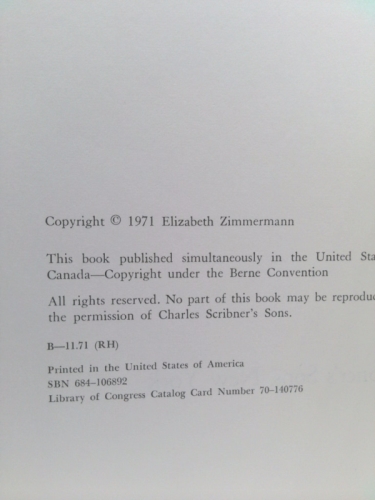 Copyright © 1971 Elizabeth Zimmermann
This book published simultaneously in the United Sta
Canada—Copyright under the Berne Convention
All rights reserved. No part of this book may be reproduc
the permission of Charles Scribner's Sons.
B—11.71 (RH)
Printed in the United States of America
SBN 684-106892
Library of Congress Catalog Card Number 70-140776